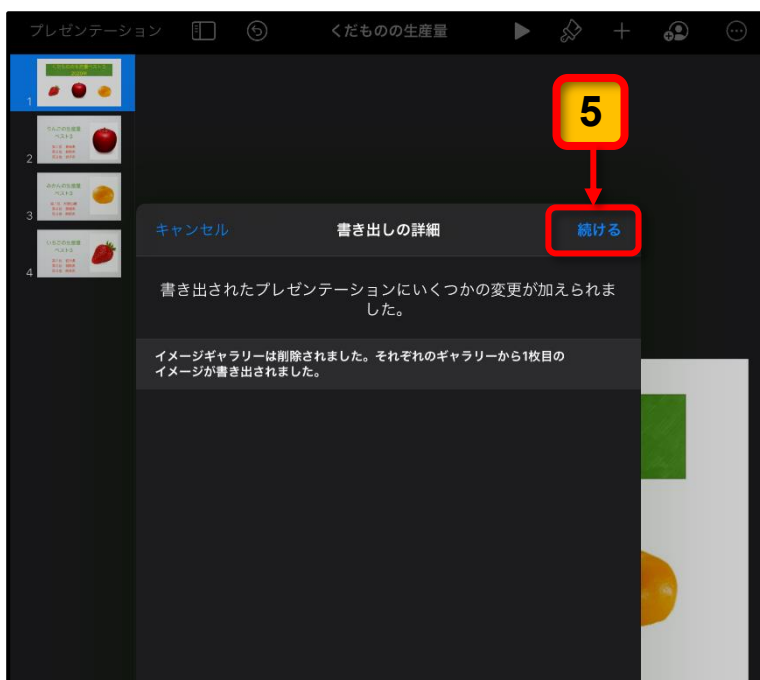 プレゼンテーション
くだものの生産量
5
1
りんごの生産量
ベスト3
2
みかんの生産量
ベスト3
3
いちごの生産量
ベスト3
4
キャンセル
書き出しの詳細
続ける
書き出されたプレゼンテーションにいくつかの変更が加えられま
した。
イメージギャラリーは削除されました。それぞれのギャラリーから1枚目の
イメージが書き出されました。